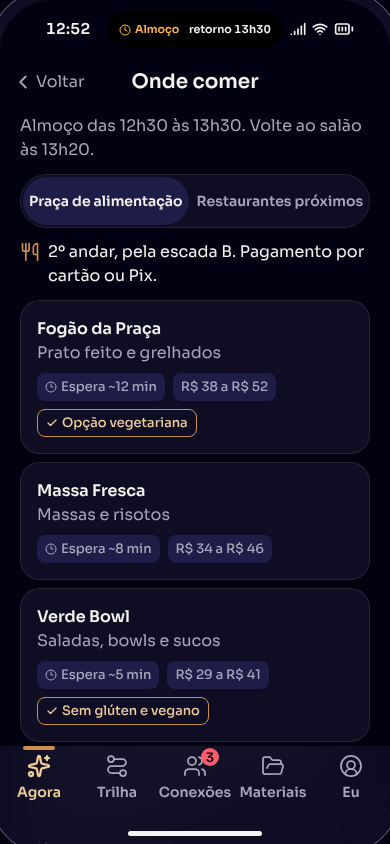 12:52
Almoço retorno 13h30
Voltar
Onde comer
Almoço das 12h30 às 13h30. Volte ao salão
às 13h20.
Praça de alimentação
Restaurantes próximos
2º andar, pela escada B. Pagamento por
cartão ou Pix.
Fogão da Praça
Prato feito e grelhados
Espera ~12 min
R$ 38 a R$ 52
Opção vegetariana
Massa Fresca
Massas e risotos
Espera ~8 min
R$ 34 a R$ 46
Verde Bowl
Saladas, bowls e sucos
Espera ~5 min
R$ 29 a R$ 41
Sem glúten e vegano
3
Agora
Trilha
Conexões
Materiais
Eu